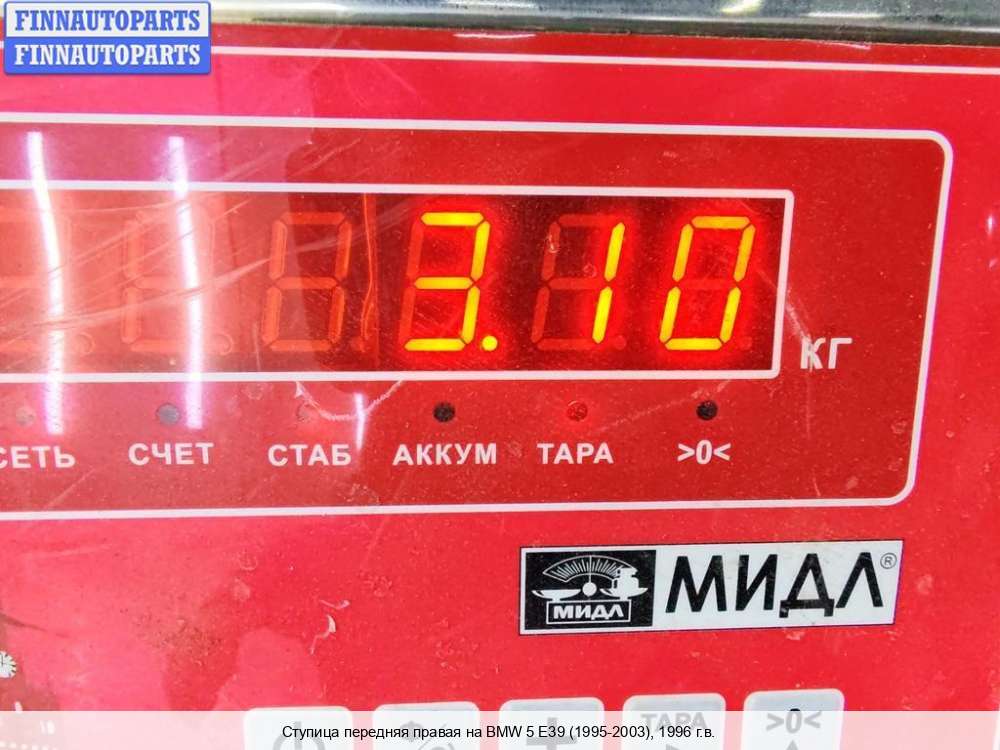 FINNAUTOPARTS
FINNAUTOPARTS
3.10
КГ
СЕТЬ СЧЕТ СТАБ АККУМ ТАРА >0<
МИДЛ МИДЛ®
ТАРА >0<
Ступица передняя правая на BMW 5 E39 (1995-2003), 1996 г.в.